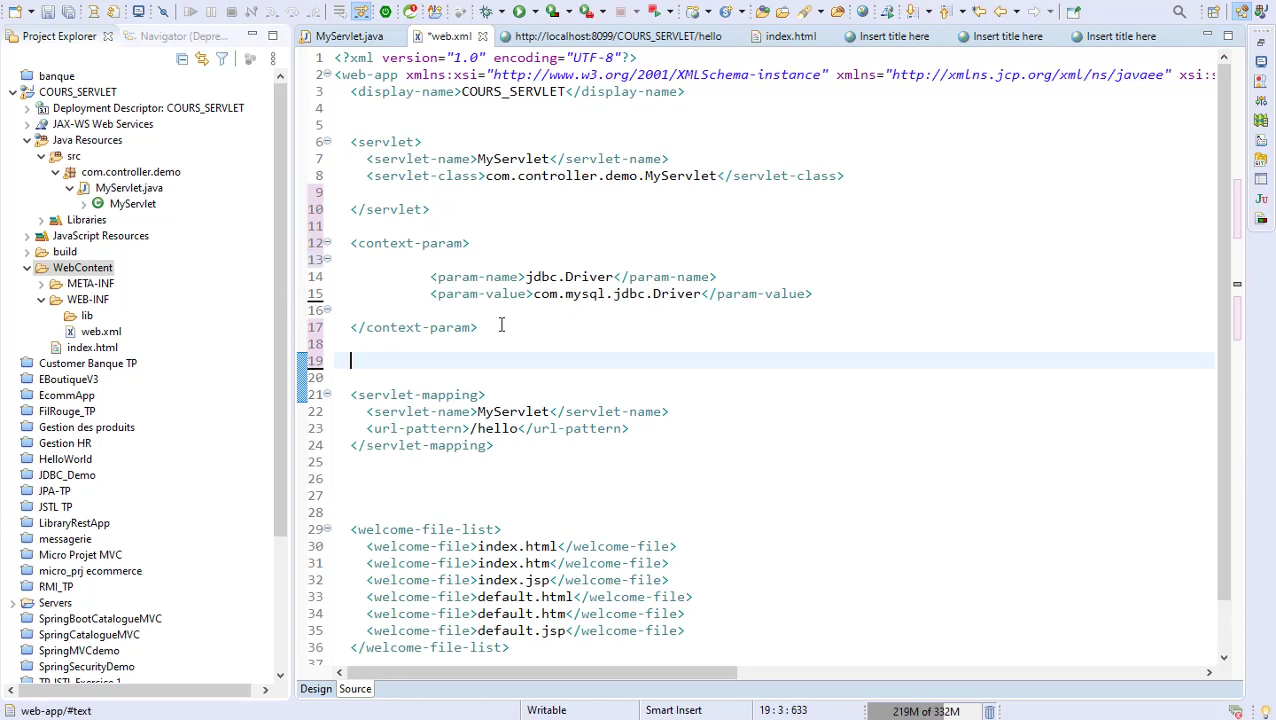 Project Explorer
Navigator (Depre...
banque
COURS_SERVLET
Deployment Descriptor: COURS_SERVLET
JAX-WS Web Services
Java Resources
src
com.controller.demo
MyServlet.java
MyServlet
Libraries
JavaScript Resources
build
WebContent
META-INF
WEB-INF
lib
web.xml
index.html
Customer Banque TP
EBoutiqueV3
EcommApp
FilRouge_TP
Gestion des produits
Gestion HR
HelloWorld
JDBC_Demo
JPA-TP
JSTL TP
LibraryRestApp
messagerie
Micro Projet MVC
micro_prj ecommerce
RMI_TP
Servers
SpringBootCatalogueMVC
SpringCatalogueMVC
SpringMVCdemo
SpringSecurityDemo
TP JSTL Exercice 1
MyServlet.java
*web.xml
http://localhost:8080/COURS_SERVLET/hello
index.html
Insert title here
Insert title here
Insert title here
1 <?xml version="1.0" encoding="UTF-8"?>
2 <web-app xmlns:xsi="http://www.w3.org/2001/XMLSchema-instance" xmlns="http://xmlns.jcp.org/xml/ns/javaee" xsi:s
3 <display-name>COURS_SERVLET</display-name>
4
5
6 <servlet>
7 <servlet-name>MyServlet</servlet-name>
8 <servlet-class>com.controller.demo.MyServlet</servlet-class>
9
10 </servlet>
11
12 <context-param>
13
14 <param-name>jdbc.Driver</param-name>
15 <param-value>com.mysql.jdbc.Driver</param-value>
16
17 </context-param>
18
19
20
21 <servlet-mapping>
22 <servlet-name>MyServlet</servlet-name>
23 <url-pattern>/hello</url-pattern>
24 </servlet-mapping>
25
26
27
28
29 <welcome-file-list>
30 <welcome-file>index.html</welcome-file>
31 <welcome-file>index.htm</welcome-file>
32 <welcome-file>index.jsp</welcome-file>
33 <welcome-file>default.html</welcome-file>
34 <welcome-file>default.htm</welcome-file>
35 <welcome-file>default.jsp</welcome-file>
36 </welcome-file-list>
37
Design
Source
web-app/#text
Writable
Smart Insert
19 : 3 : 633
219M of 332M